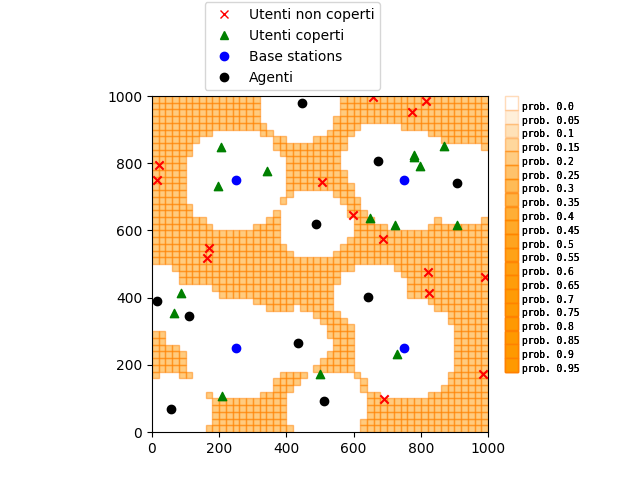 Utenti non coperti
Utenti coperti
Base stations
Agenti
1000
800
600
400
200
0
0 200 400 600 800 1000
prob. 0.0
prob. 0.05
prob. 0.1
prob. 0.15
prob. 0.2
prob. 0.25
prob. 0.3
prob. 0.35
prob. 0.4
prob. 0.45
prob. 0.5
prob. 0.55
prob. 0.6
prob. 0.65
prob. 0.7
prob. 0.75
prob. 0.8
prob. 0.85
prob. 0.9
prob. 0.95